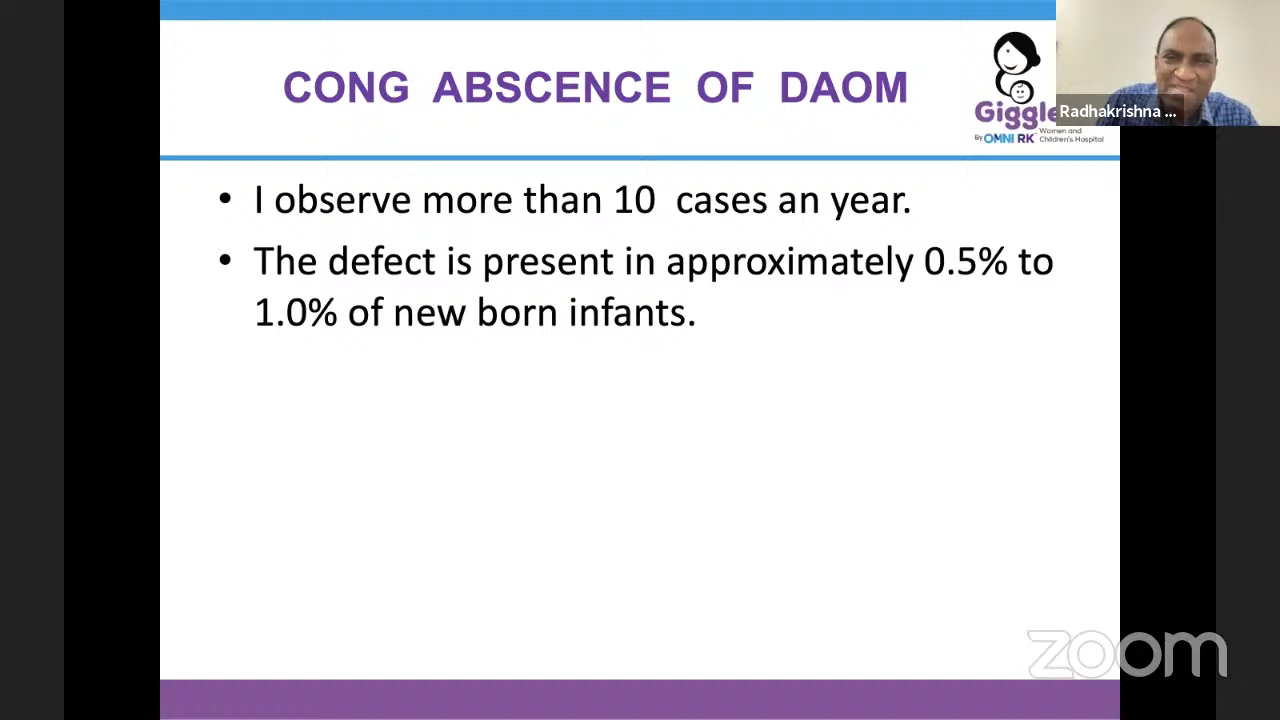 CONG ABSCENCE OF DAOM
Giggle
By OMNI RK Women and
Children's Hospital
Radhakrishna ...
• I observe more than 10 cases an year.
• The defect is present in approximately 0.5% to
1.0% of new born infants.
zoom